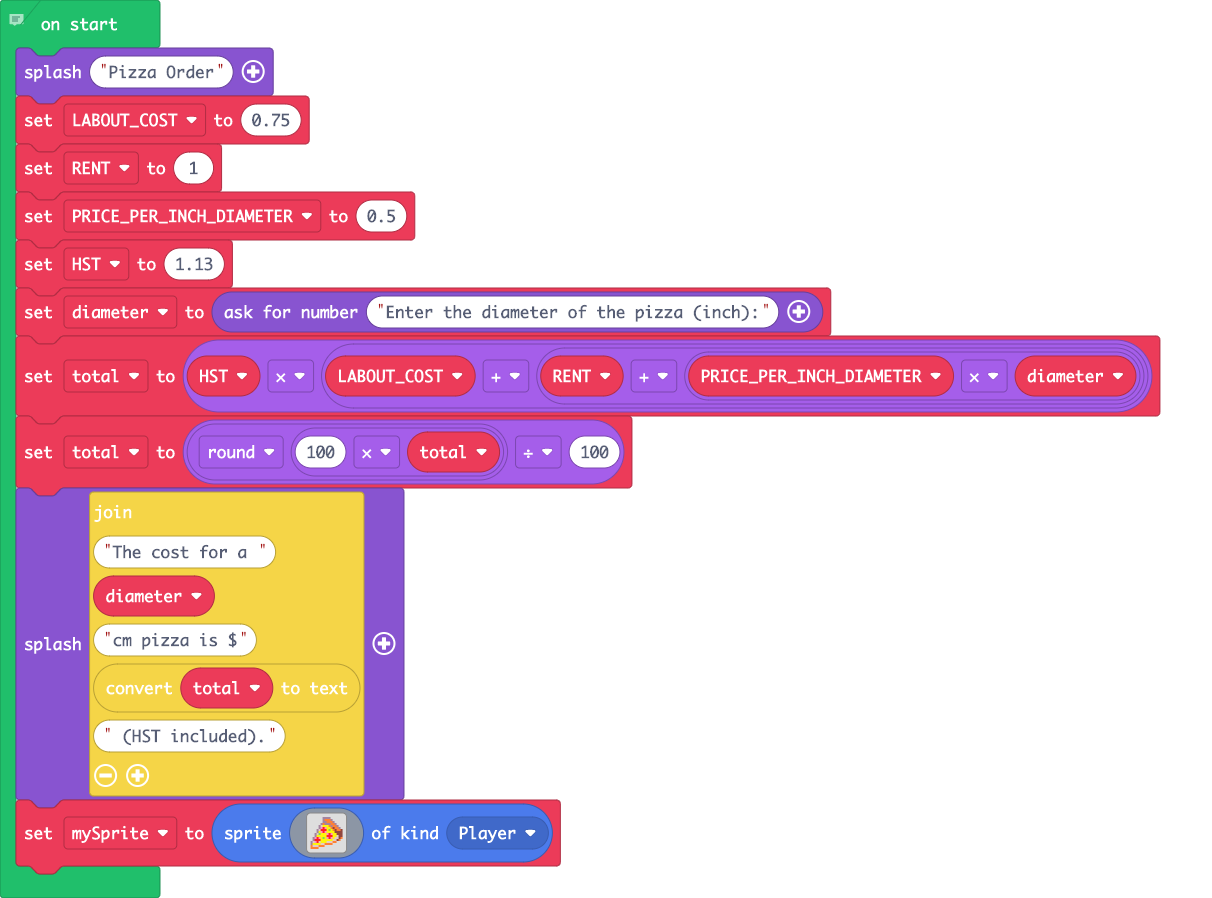 on start
splash "Pizza Order"
set LABOUT_COST to 0.75
set RENT to 1
set PRICE_PER_INCH_DIAMETER to 0.5
set HST to 1.13
set diameter to ask for number "Enter the diameter of the pizza (inch):"
set total to HST × LABOUT_COST + RENT + PRICE_PER_INCH_DIAMETER × diameter
set total to round 100 × total ÷ 100
join
"The cost for a "
diameter
splash "cm pizza is $"
convert total to text
" (HST included)."
set mySprite to sprite of kind Player